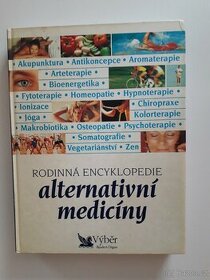 Akupunktura • Antikoncepce • Aromaterapie
Arteterapie •
Bioenergetika •
Fytoterapie • Homeopatie • Hypnoterapie
Ionizace • Chiropraxe
Jóga • Kolorterapie
Makrobiotika • Osteopatie • Psychoterapie
• Somatografie •
Vegetariánství • Zen
RODINNÁ ENCYKLOPEDIE
alternativní
medicíny
Výběr